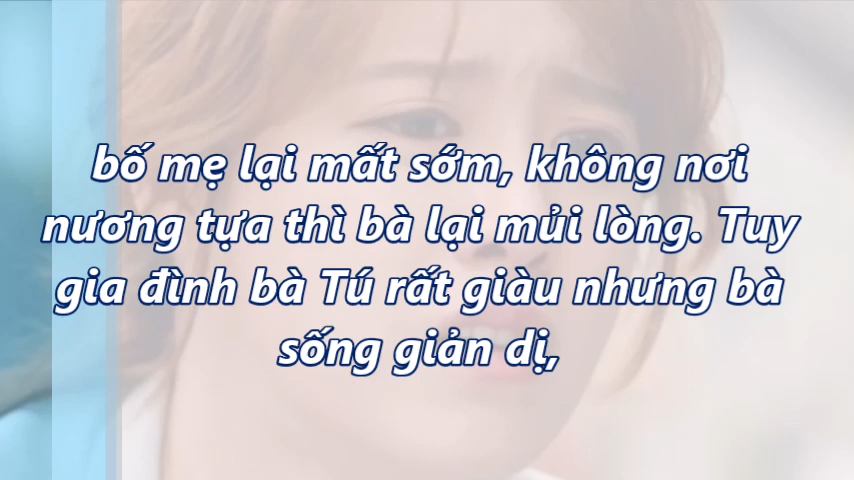 bố mẹ lại mất sớm, không nơi
nương tựa thì bà lại mủi lòng. Tuy
gia đình bà Tú rất giàu nhưng bà
sống giản dị,